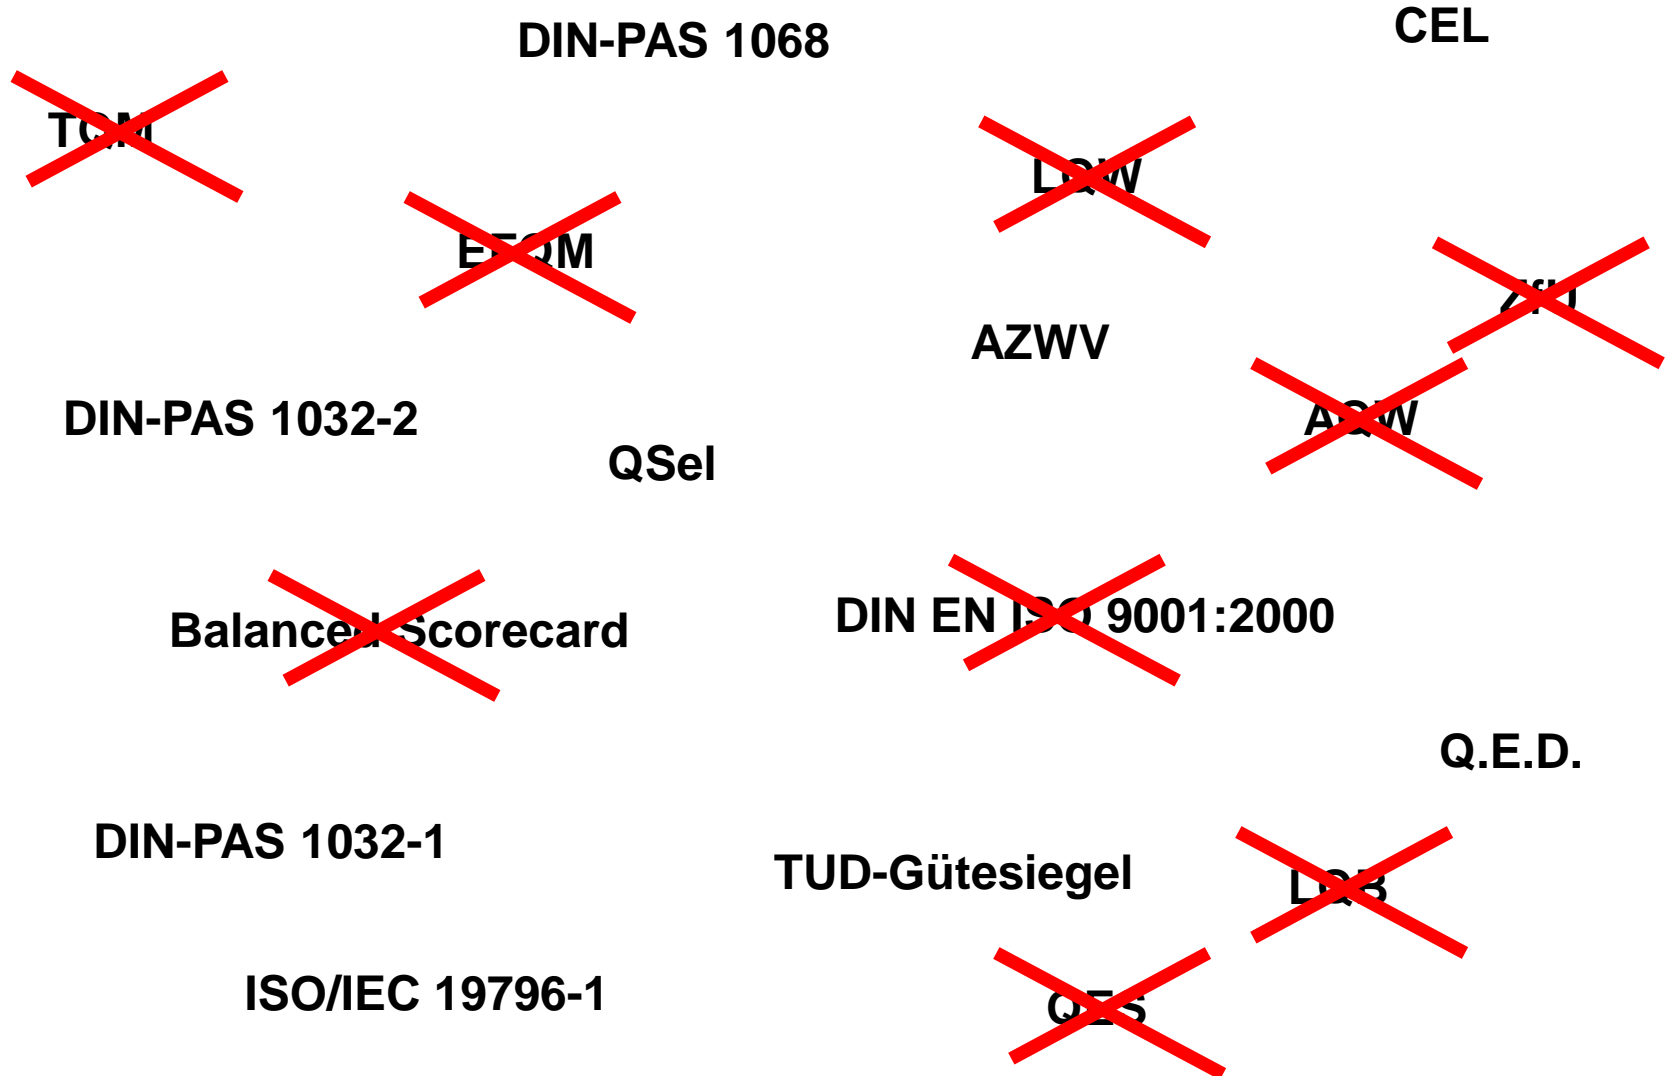 CEL
DIN-PAS 1068
TQM
LQW
EFQM
ZfU
AZWV
DIN-PAS 1032-2
AQW
QSel
DIN EN ISO 9001:2000
Balanced Scorecard
Q.E.D.
DIN-PAS 1032-1
TUD-Gütesiegel
LQB
ISO/IEC 19796-1
QES